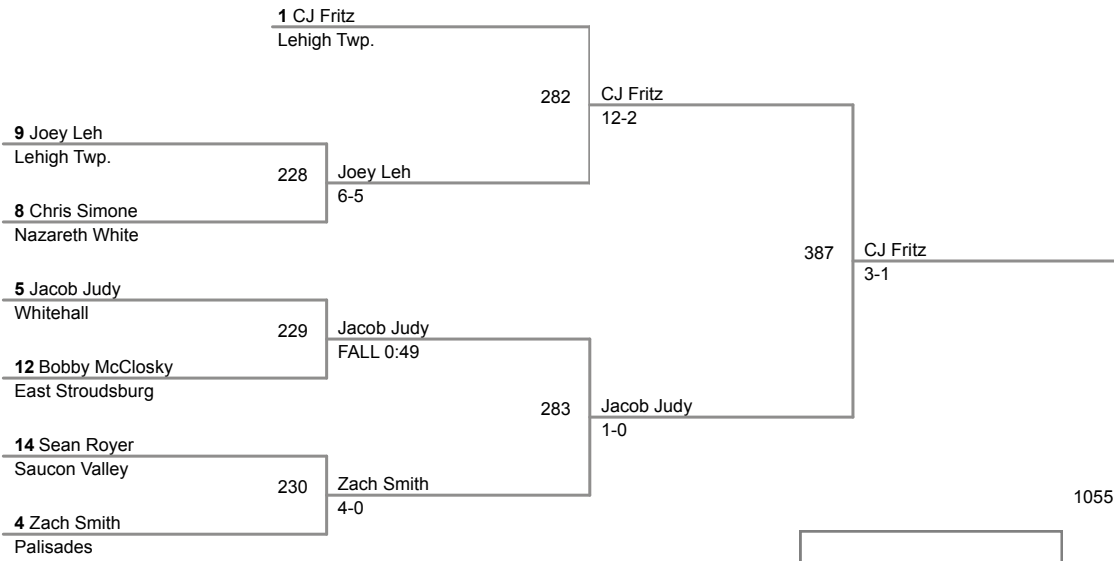 1 CJ Fritz
Lehigh Twp.
282
CJ Fritz
12-2
9 Joey Leh
Lehigh Twp.
228
Joey Leh
6-5
8 Chris Simone
Nazareth White
387
CJ Fritz
3-1
5 Jacob Judy
Whitehall
229
Jacob Judy
FALL 0:49
12 Bobby McClosky
East Stroudsburg
283
Jacob Judy
1-0
14 Sean Royer
Saucon Valley
230
Zach Smith
4-0
4 Zach Smith
Palisades
1055